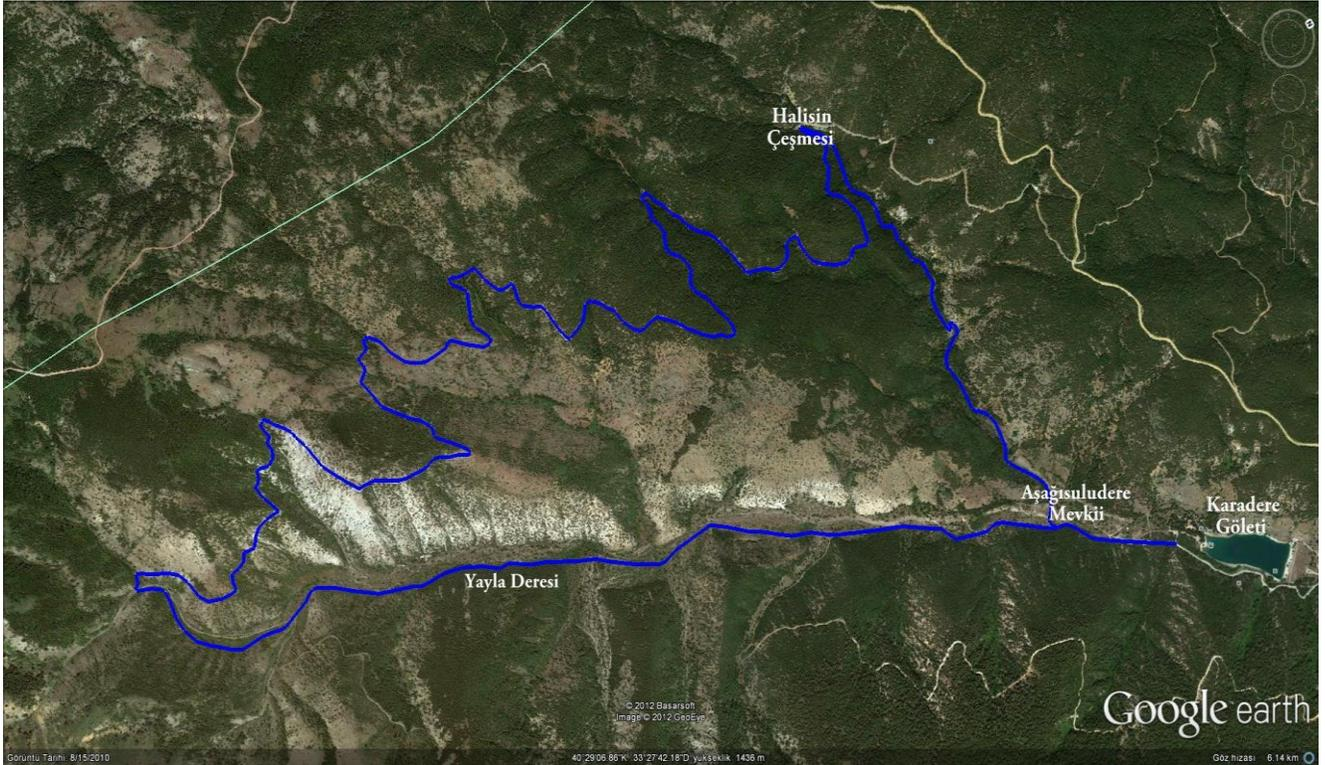 Halisin
Çeşmesi
Aşağısuludere
Mevkii
Karadere
Göleti
Yayla Deresi
© 2012 Basarsoft
Image © 2012 GeoEye
Google earth
Görüntü Tarihi: 8/15/2010
40°29'06.86"K 33°27'42.18"D yükseklik 1436 m
Göz hizası 6.14 km